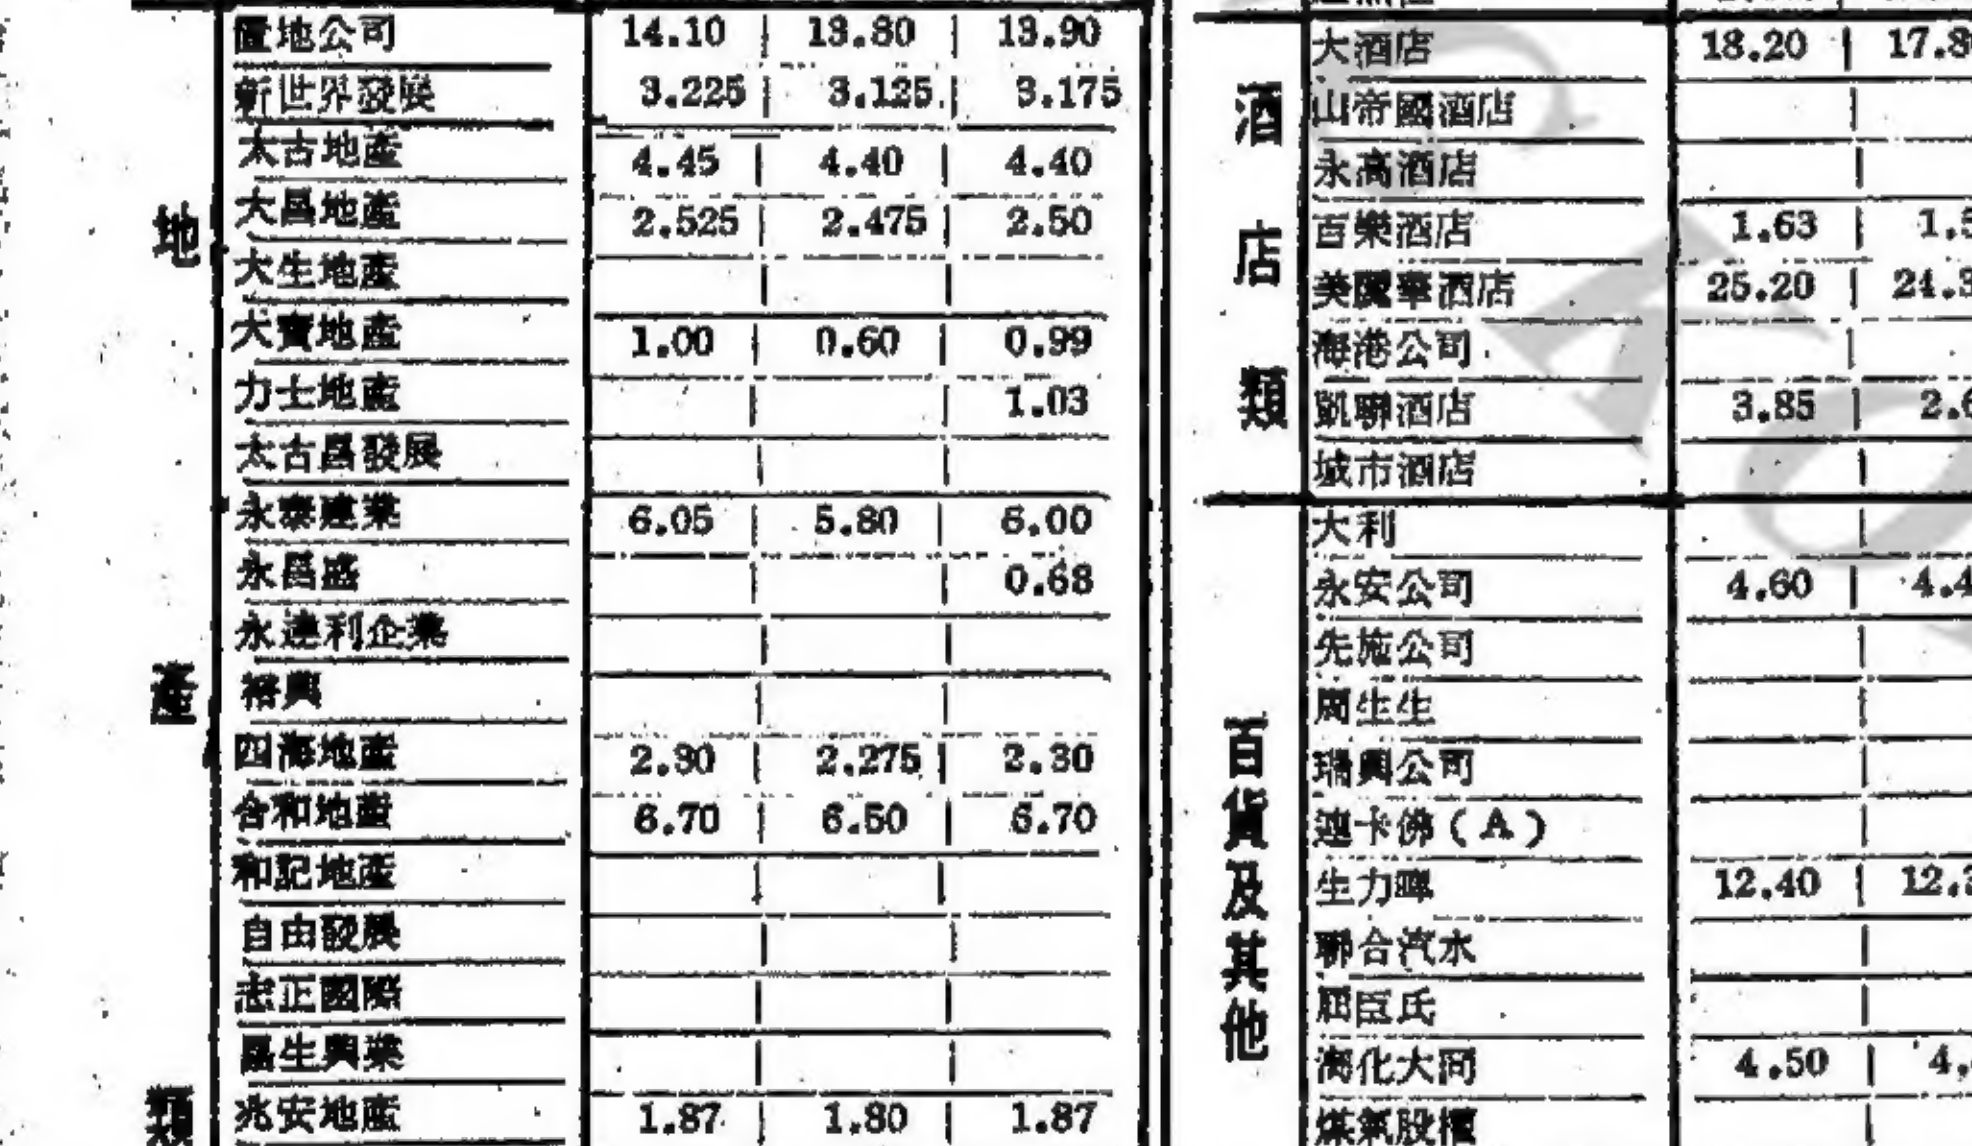 地產類
置地公司 14.10 13.80 13.90
新世界發展 3.225 3.125 3.175
太古地產 4.45 4.40 4.40
大昌地產 2.525 2.475 2.50
大生地產
大寶地產 1.00 0.60 0.99
力士地產 1.03
太古昌發展
永泰建業 6.05 5.80 6.00
永昌盛 0.68
永達利企業
裕興
四海地產 2.30 2.275 2.30
合和地產 6.70 6.50 6.70
和記地產
自由發展
志正國際
昌生興業
兆安地產 1.87 1.80 1.87
酒店類
大酒店 18.20
山帝國酒店
永高酒店
百樂酒店 1.63
美麗華酒店 25.20
海港公司
凱聯酒店 3.85
城市酒店
百貨及其他
大利
永安公司 4.60
先施公司
周生生
瑞興公司
迪卡佛(A)
生力啤 12.40
聯合汽水
屈臣氏
大同 4.50